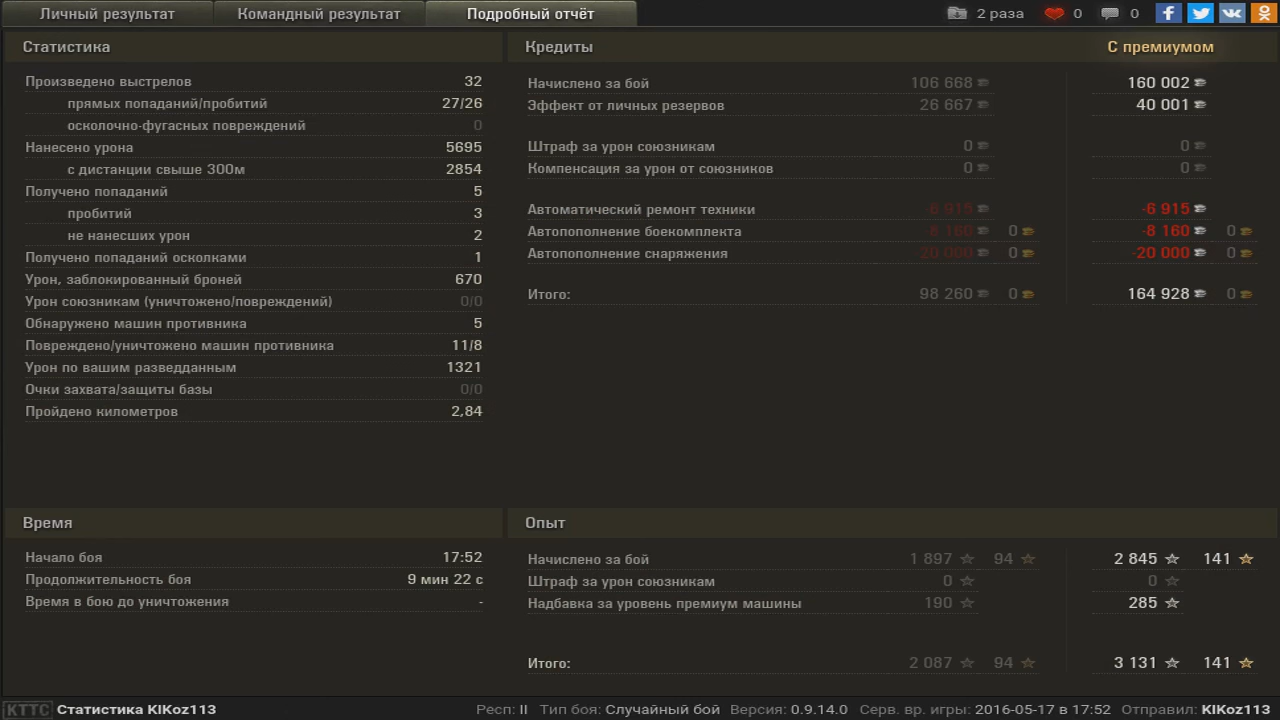 Личный результат Командный результат Подробный отчёт 2 раза 0 0
Статистика
Произведено выстрелов 32
прямых попаданий/пробитий 27/26
осколочно-фугасных повреждений 0
Нанесено урона 5695
с дистанции свыше 300м 2854
Получено попаданий 5
пробитий 3
не нанесших урон 2
Получено попаданий осколками 1
Урон, заблокированный броней 670
Урон союзникам (уничтожено/повреждений) 0/0
Обнаружено машин противника 5
Повреждено/уничтожено машин противника 11/8
Урон по вашим разведданным 1321
Очки захвата/защиты базы 0/0
Пройдено километров 2,84
Кредиты С премиумом
Начислено за бой 106 668 160 002
Эффект от личных резервов 26 667 40 001
Штраф за урон союзникам 0 0
Компенсация за урон от союзников 0 0
Автоматический ремонт техники -6 915 -6 915
Автопополнение боекомплекта -8 160 0 -8 160 0
Автопополнение снаряжения -20 000 0 -20 000 0
Итого: 98 260 0 164 928 0
Время
Начало боя 17:52
Продолжительность боя 9 мин 22 с
Время в бою до уничтожения -
Опыт
Начислено за бой 1 897 94 2 845 141
Штраф за урон союзникам 0 0
Надбавка за уровень премиум машины 190 285
Итого: 2 087 94 3 131 141
KTTC Статистика KIKoz113 Респ: II Тип боя: Случайный бой Версия: 0.9.14.0 Серв. вр. игры: 2016-05-17 в 17:52 Отправил: KIKoz113